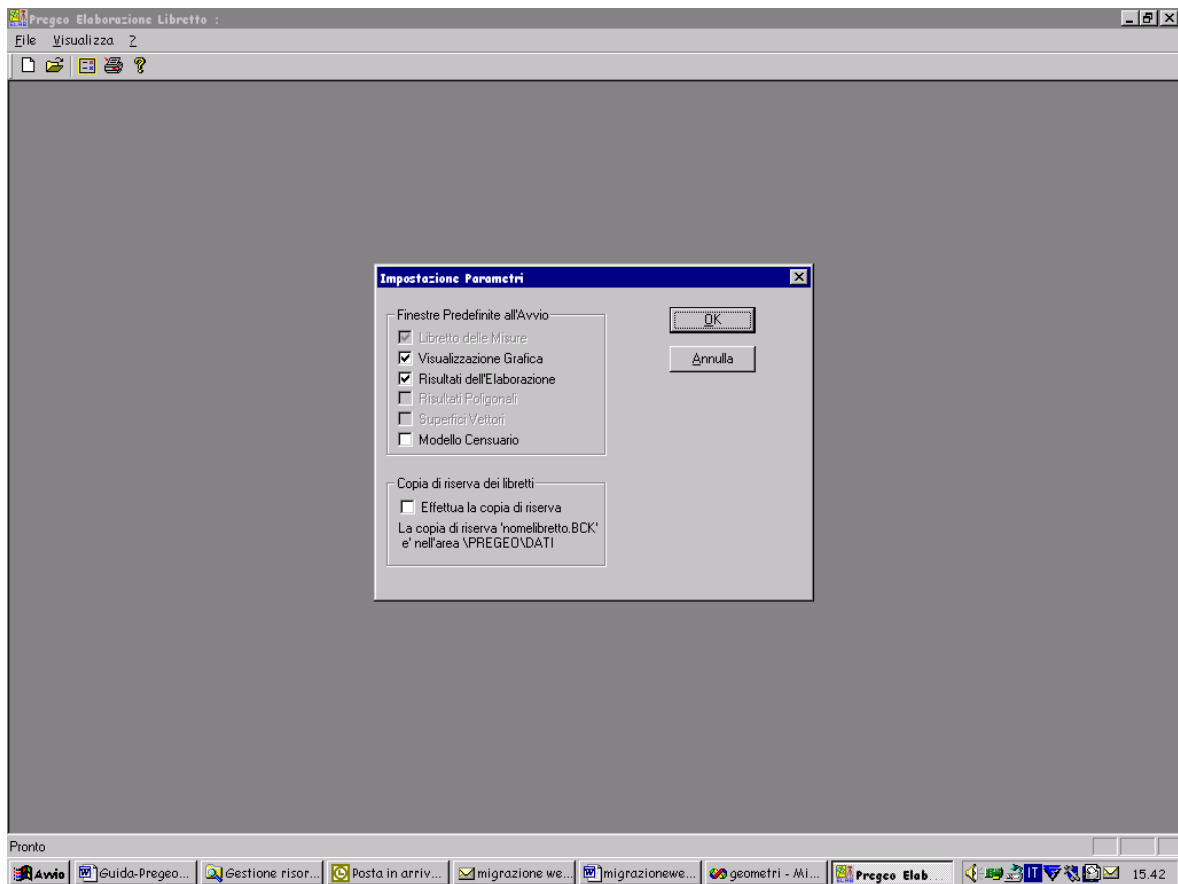 Pregeo Elaborazione Libretto :
File Visualizza ?
Impostazione Parametri
Finestre Predefinite all'Avvio
Libretto delle Misure
Visualizzazione Grafica
Risultati dell'Elaborazione
Risultati Poligonali
Superfici Vettori
Modello Censuario
OK
Annulla
Copia di riserva dei libretti
Effettua la copia di riserva
La copia di riserva 'nomelibretto.BCK'
e' nell'area \PREGEO\DATI
Pronto
Avvio
Guida-Pregeo...
Gestione risor...
Posta in arriv...
migrazione we...
migrazionewe...
geometri - Mi...
Pregeo Elab...
IT
15.42